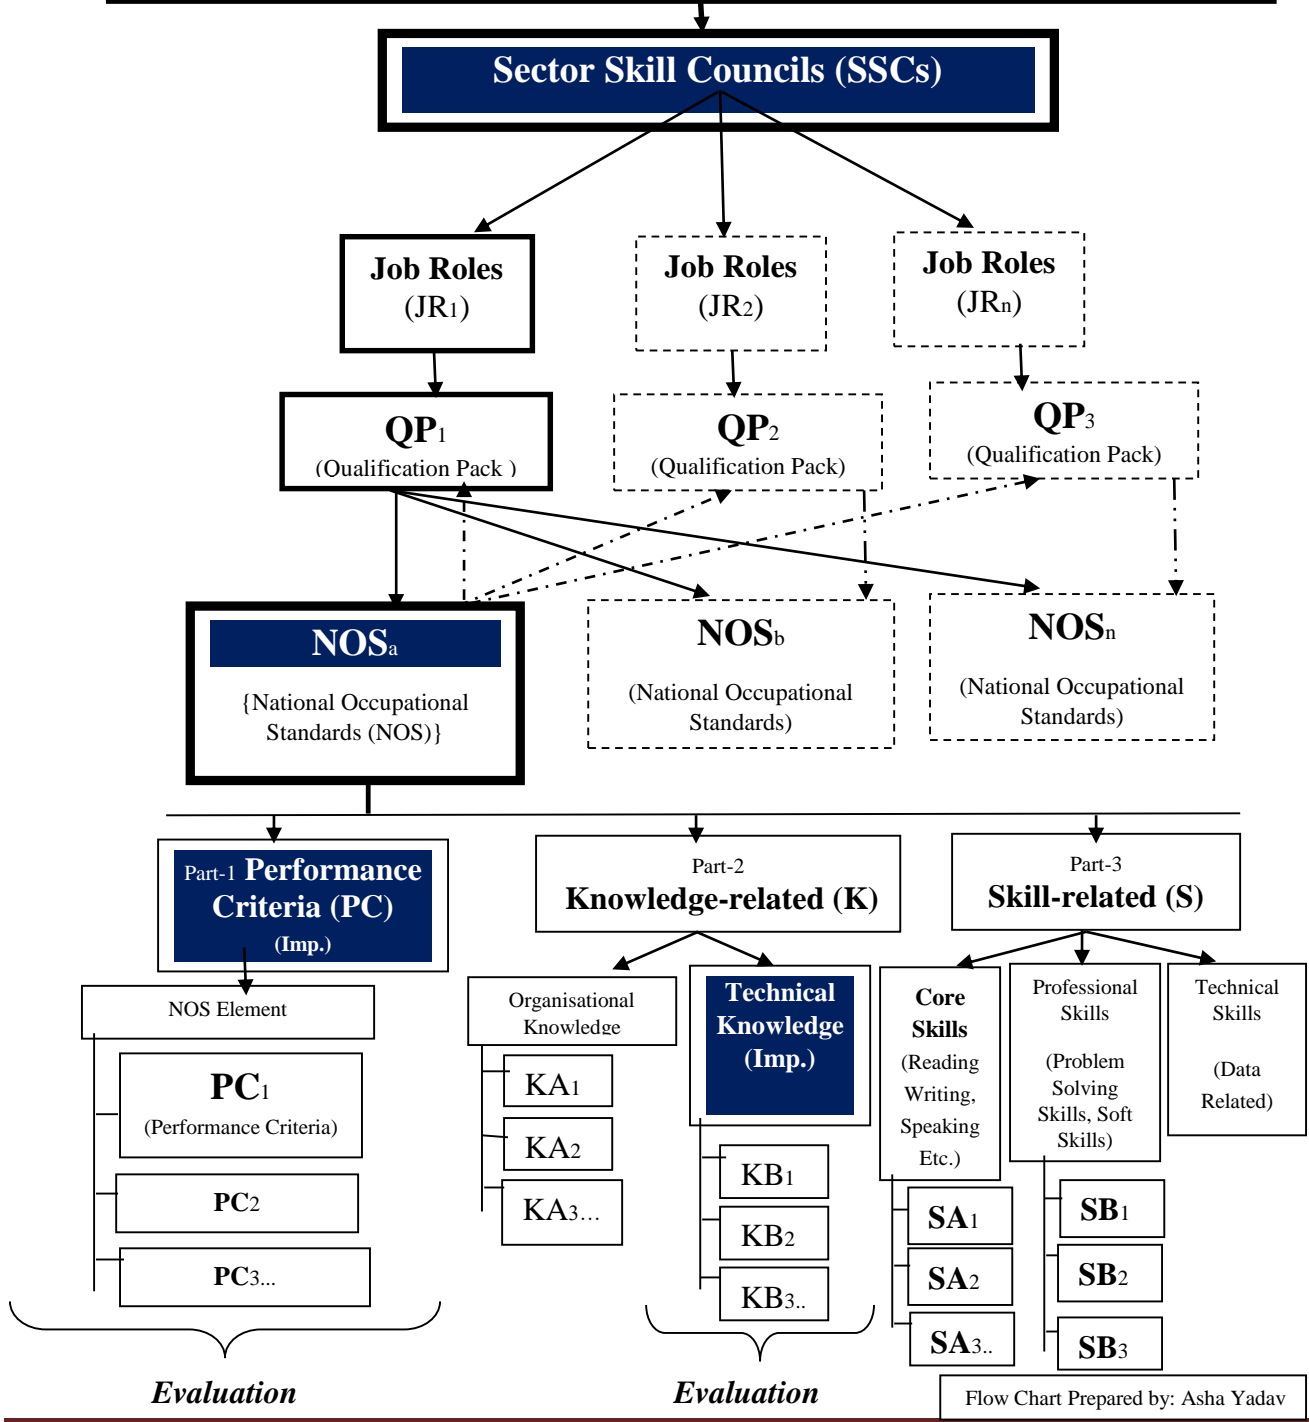 Sector Skill Councils (SSCs)
Job Roles
(JR1)
Job Roles
(JR2)
Job Roles
(JRn)
QP1
(Qualification Pack )
QP2
(Qualification Pack)
QP3
(Qualification Pack)
NOSa
{National Occupational
Standards (NOS)}
NOSb
(National Occupational
Standards)
NOSn
(National Occupational
Standards)
Part-1 Performance
Criteria (PC)
(Imp.)
Part-2
Knowledge-related (K)
Part-3
Skill-related (S)
NOS Element
PC1
(Performance Criteria)
PC2
PC3...
Organisational
Knowledge
KA1
KA2
KA3...
Technical
Knowledge
(Imp.)
KB1
KB2
KB3..
Core
Skills
(Reading
Writing,
Speaking
Etc.)
SA1
SA2
SA3..
Professional
Skills
(Problem
Solving
Skills, Soft
Skills)
SB1
SB2
SB3
Technical
Skills
(Data
Related)
Evaluation
Evaluation
Flow Chart Prepared by: Asha Yadav